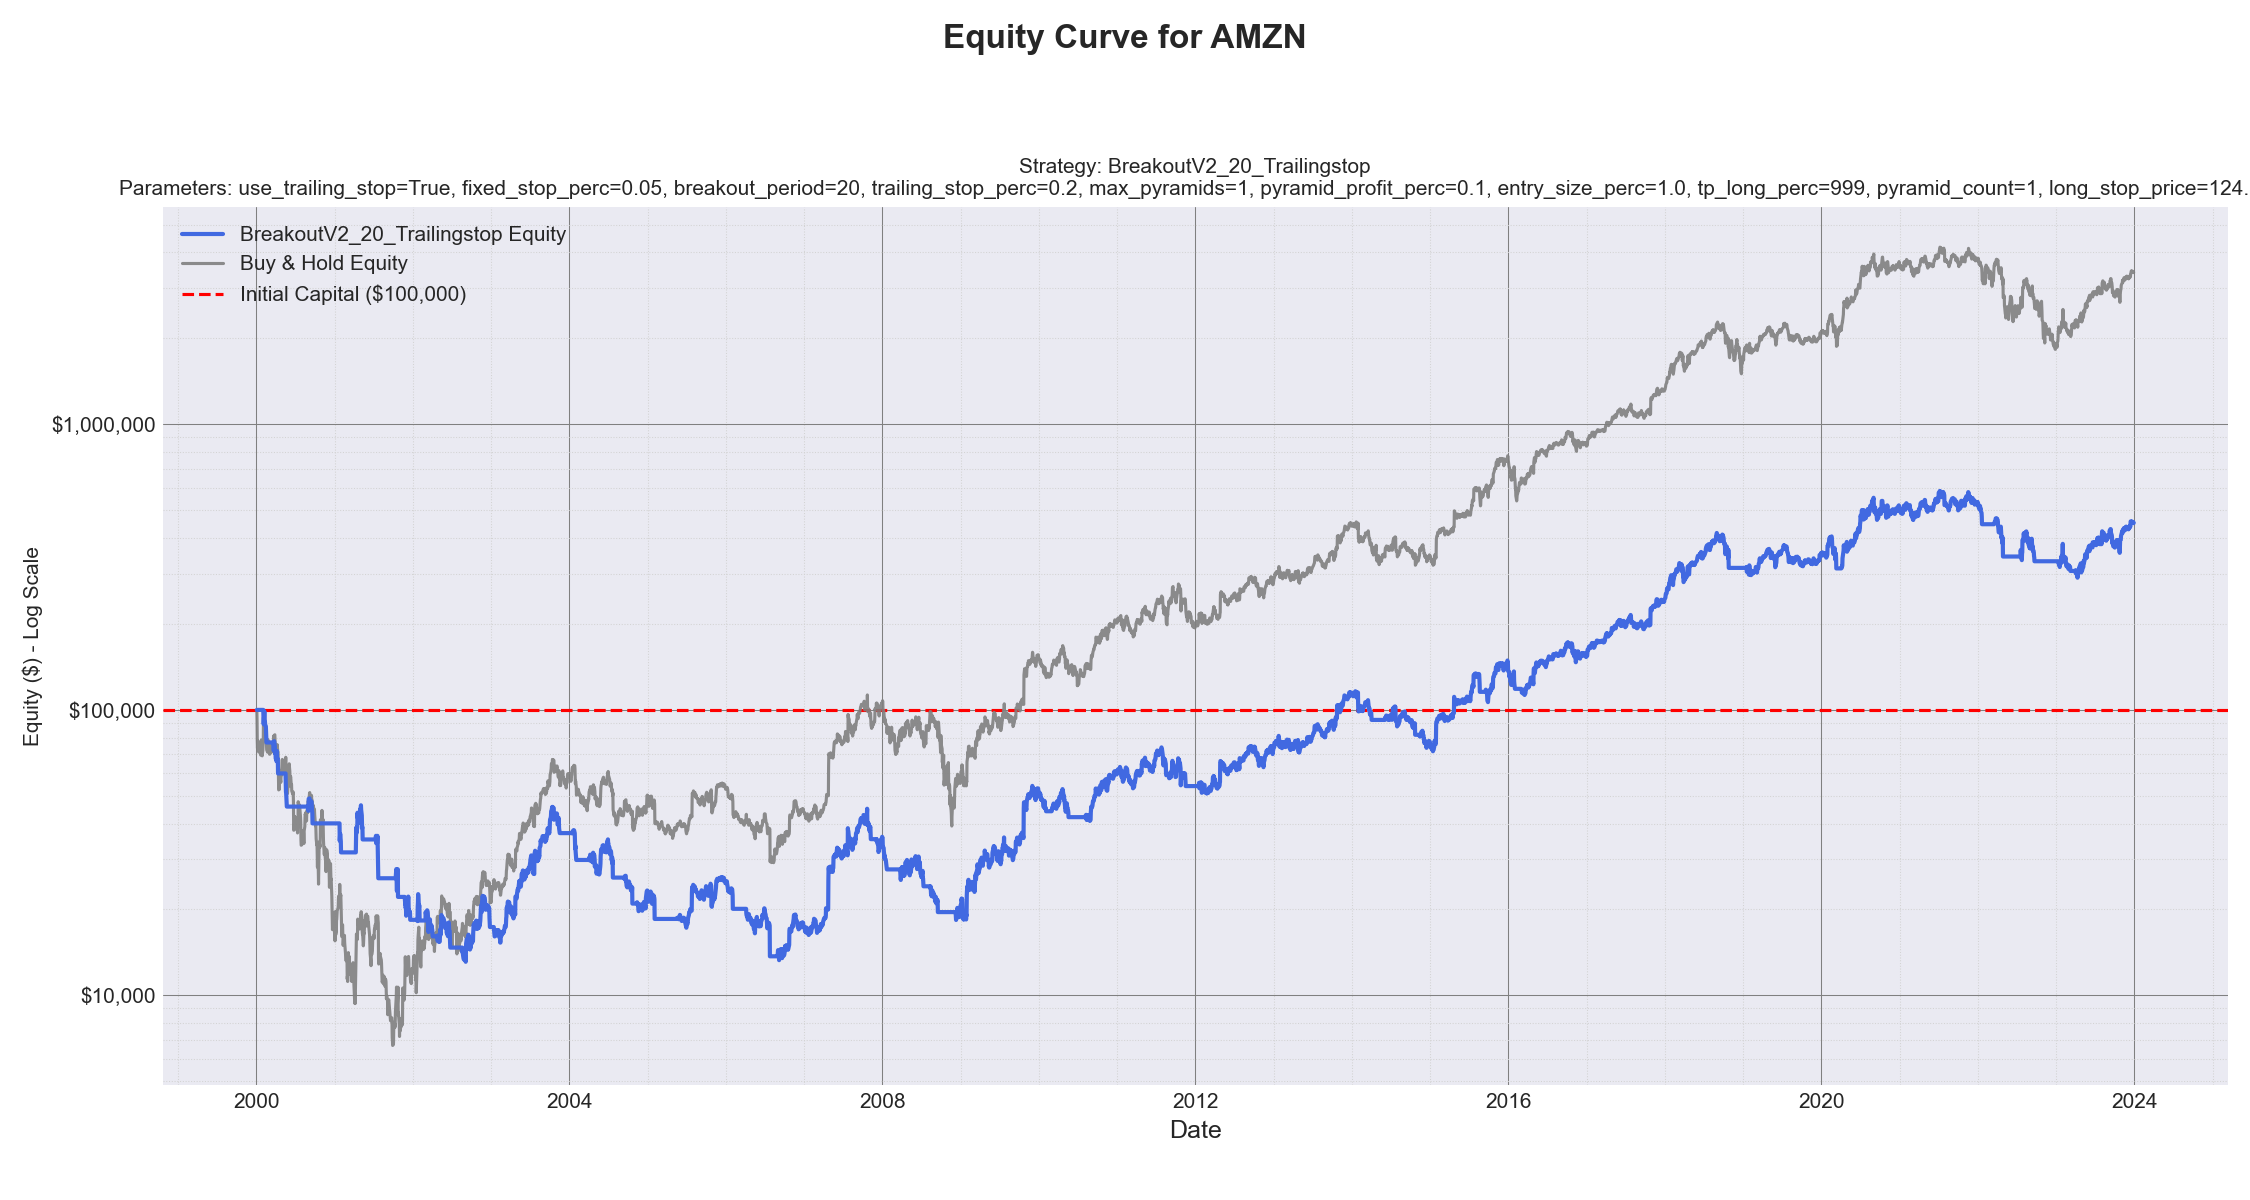 Equity Curve for AMZN
Strategy: BreakoutV2_20_Trailingstop
Parameters: use_trailing_stop=True, fixed_stop_perc=0.05, breakout_period=20, trailing_stop_perc=0.2, max_pyramids=1, pyramid_profit_perc=0.1, entry_size_perc=1.0, tp_long_perc=999, pyramid_count=1, long_stop_price=124.
BreakoutV2_20_Trailingstop Equity
Buy & Hold Equity
Initial Capital ($100,000)
Equity ($) - Log Scale
$1,000,000
$100,000
$10,000
2000
2004
2008
2012
2016
2020
2024
Date